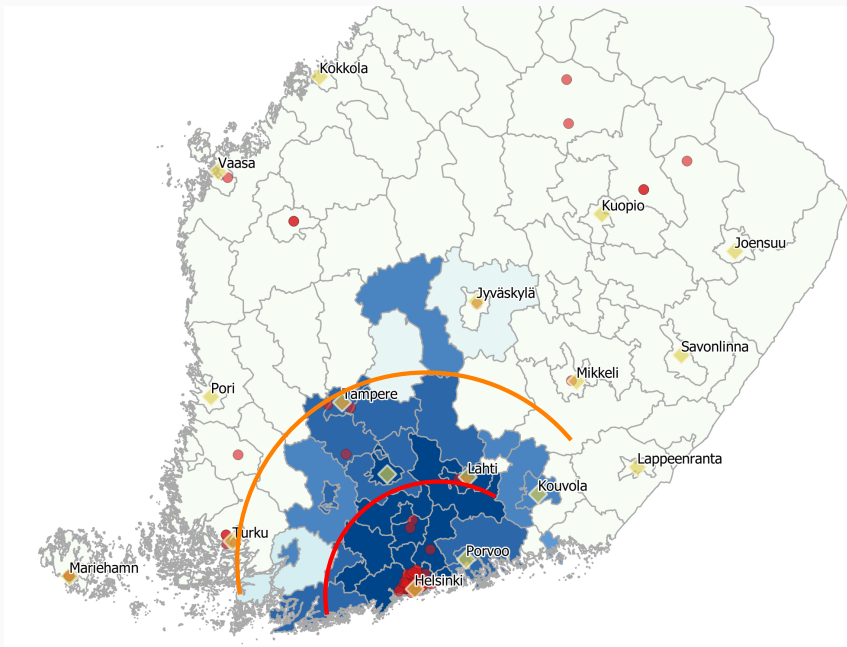 Kokkola
Vaasa
Kuopio
Joensuu
Jyväskylä
Savonlinna
Mikkeli
Pori
Tampere
Lappeenranta
Lahti
Kouvola
Turku
Porvoo
Mariehamn
Helsinki